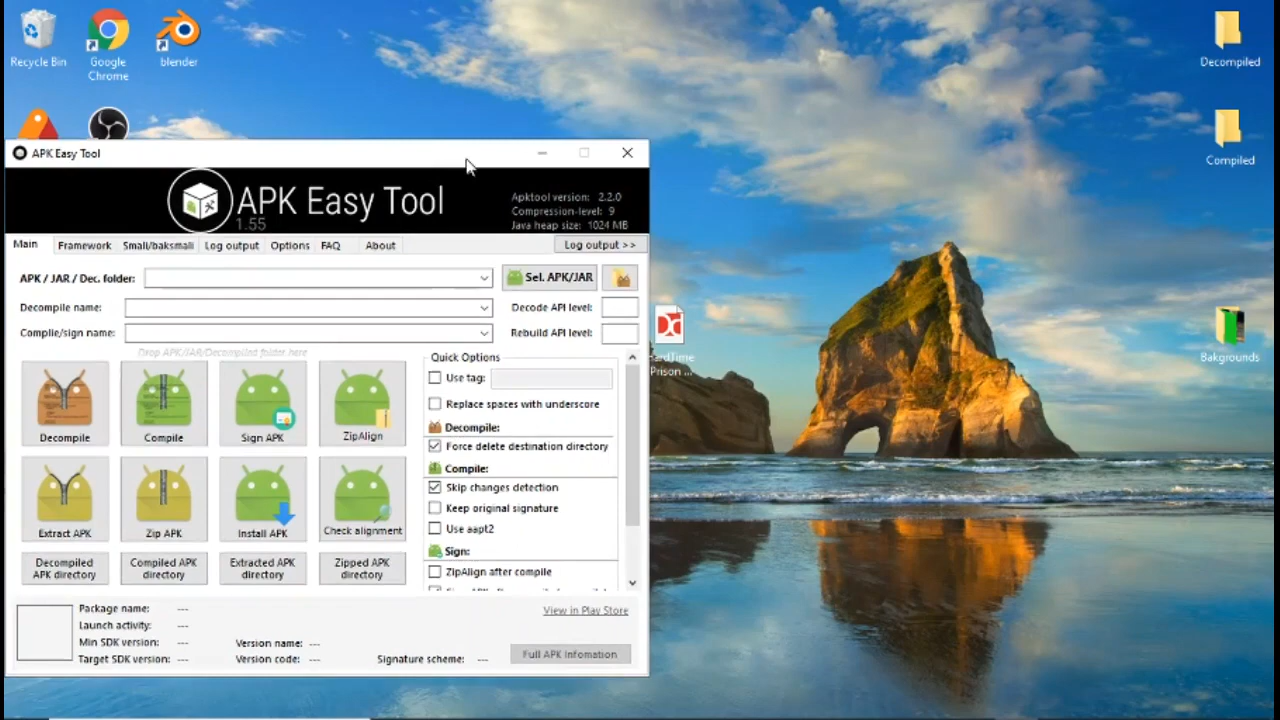 Recycle Bin
Google Chrome
blender
Decompiled
Compiled
Bakgrounds
Prison ...
APK Easy Tool
APK Easy Tool
1.55
Apktool version: 2.2.0
Compression-level: 9
Java heap size: 1024 MB
Main Framework Smali/baksmali Log output Options FAQ About Log output >>
APK / JAR / Dec. folder: Sel. APK/JAR
Decompile name: Decode API level:
Compile/sign name: Rebuild API level:
Drop APK/JAR/Decompiled folder here
Decompile Compile Sign APK ZipAlign
Extract APK Zip APK Install APK Check alignment
Decompiled APK directory
Compiled APK directory
Extracted APK directory
Zipped APK directory
Quick Options
Use tag:
Replace spaces with underscore
Decompile:
Force delete destination directory
Compile:
Skip changes detection
Keep original signature
Use aapt2
Sign:
ZipAlign after compile
Package name: ---
Launch activity: ---
Min SDK version: ---
Target SDK version: ---
Version name: ---
Version code: ---
Signature scheme: ---
View in Play Store
Full APK Infomation